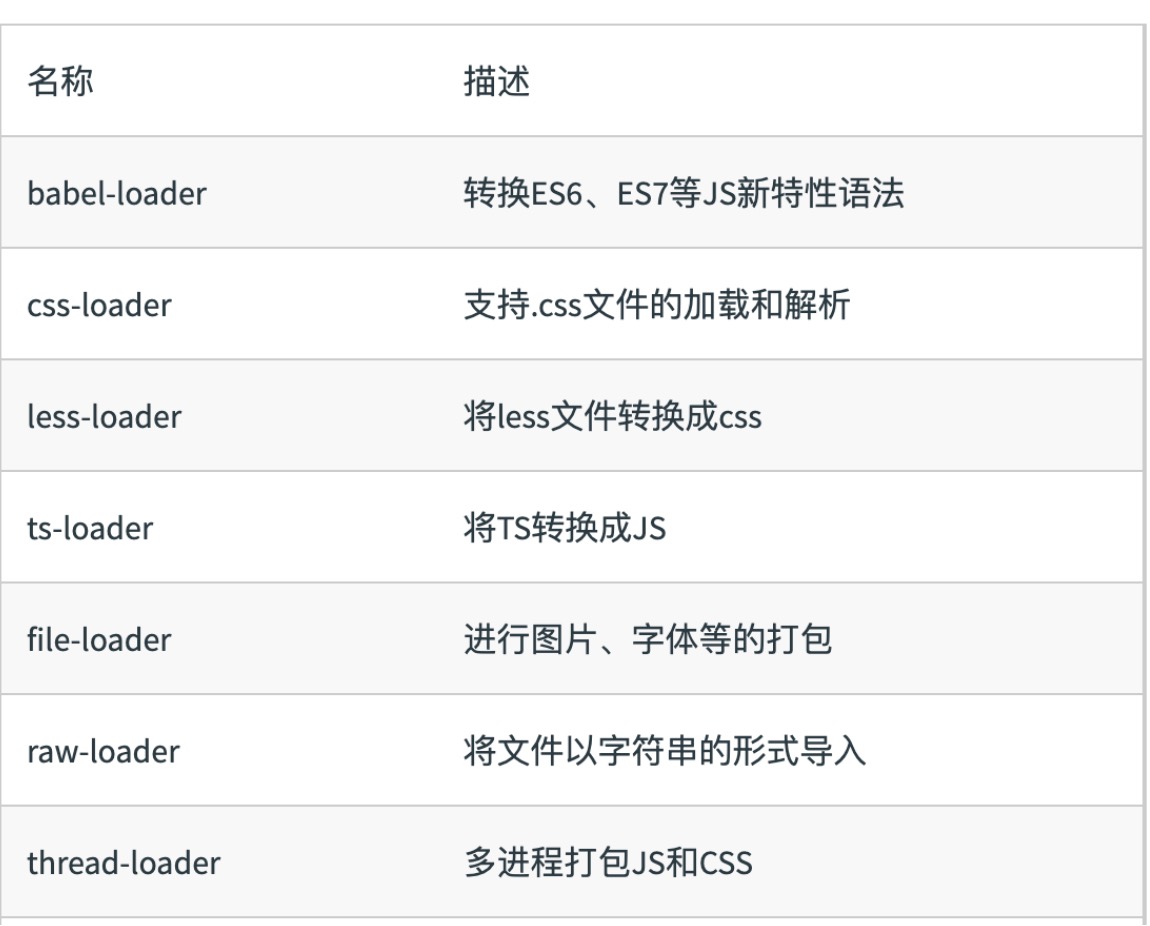 名称 描述
babel-loader 转换ES6、ES7等JS新特性语法
css-loader 支持.css文件的加载和解析
less-loader 将less文件转换成css
ts-loader 将TS转换成JS
file-loader 进行图片、字体等的打包
raw-loader 将文件以字符串的形式导入
thread-loader 多进程打包JS和CSS